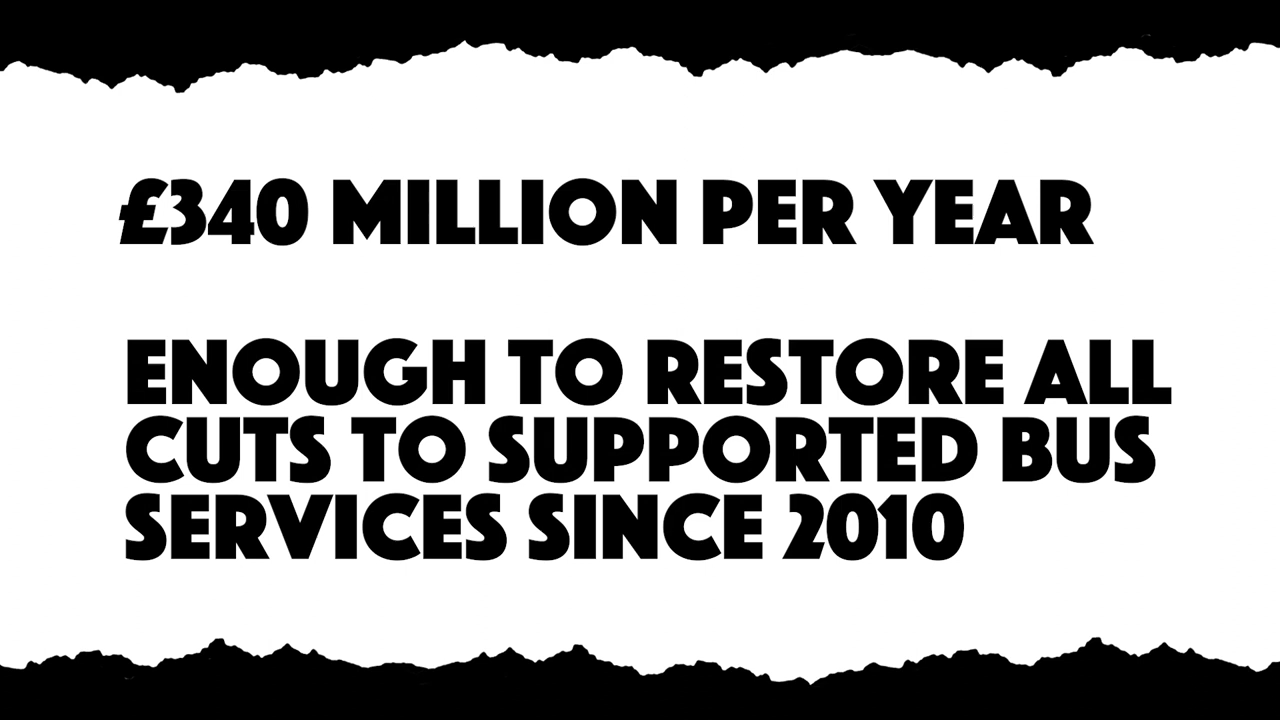 £340 MILLION PER YEAR
ENOUGH TO RESTORE ALL
CUTS TO SUPPORTED BUS
SERVICES SINCE 2010